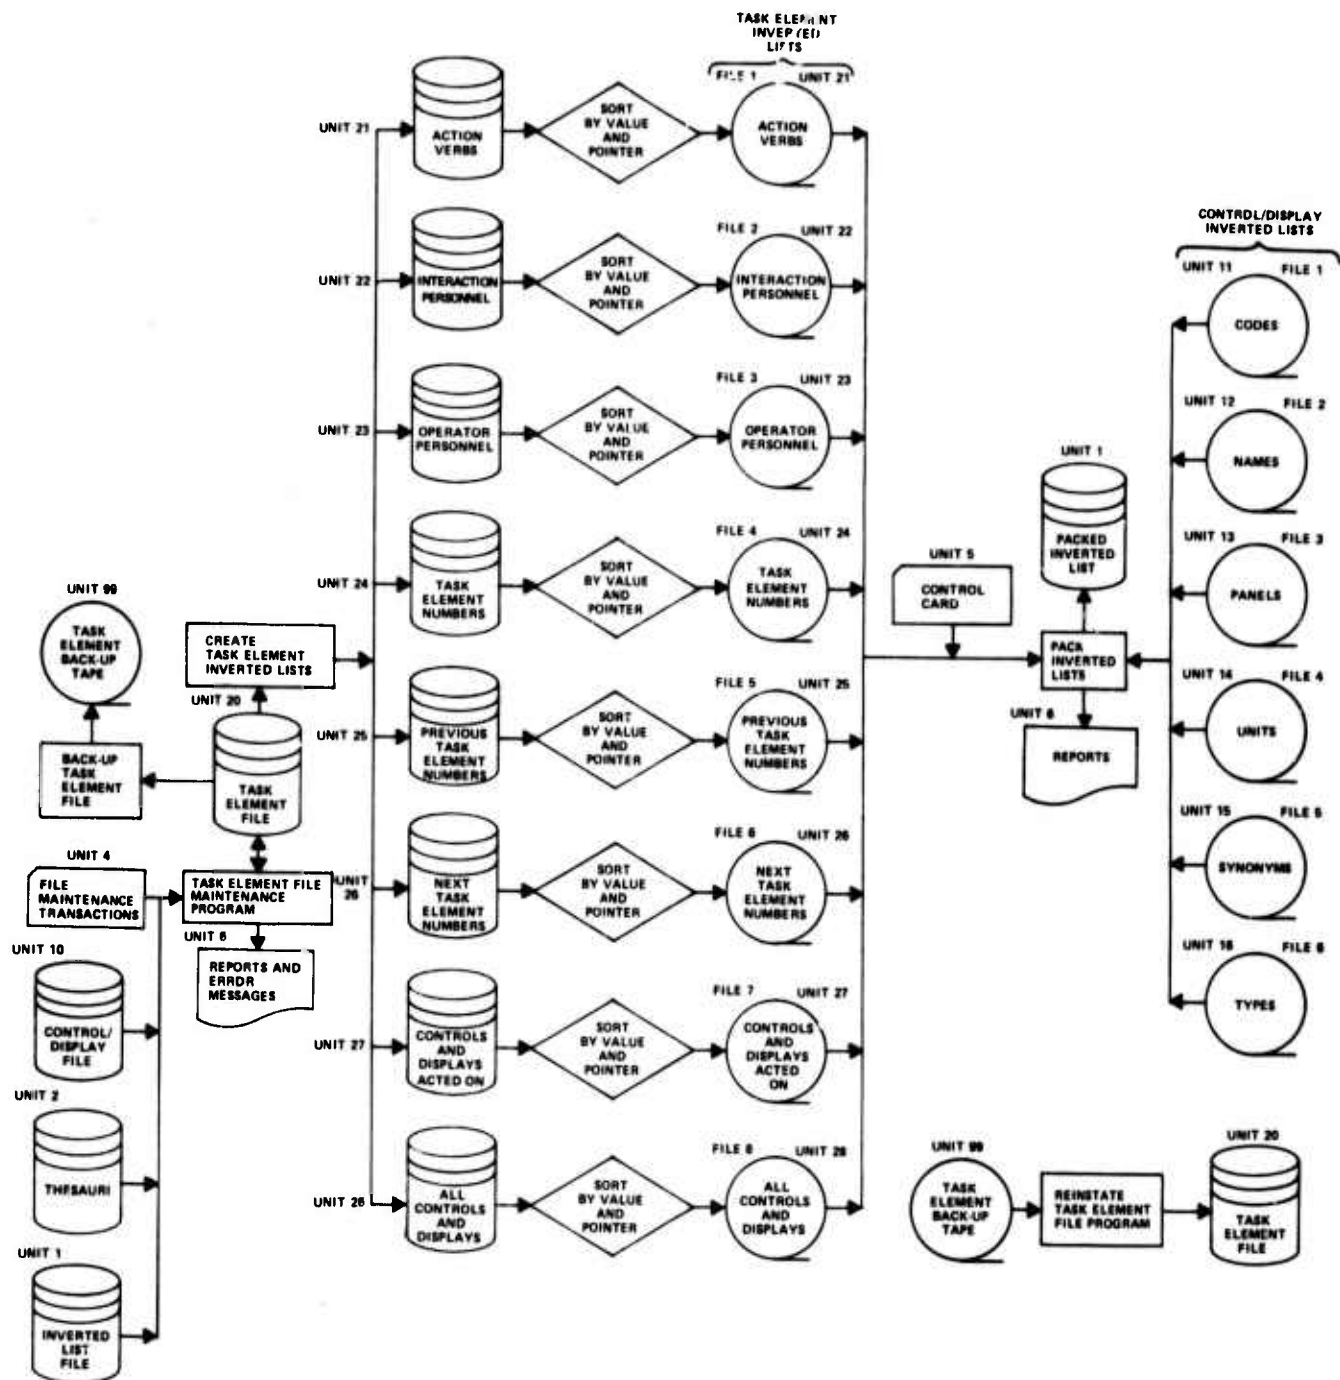 TASK ELEMENT
INVERTED
LISTS
FILE 1 UNIT 21
UNIT 21
ACTION
VERBS
SORT
BY VALUE
AND
POINTER
ACTION
VERBS
FILE 2 UNIT 22
UNIT 22
INTERACTION
PERSONNEL
SORT
BY VALUE
AND
POINTER
INTERACTION
PERSONNEL
FILE 3 UNIT 23
UNIT 23
OPERATOR
PERSONNEL
SORT
BY VALUE
AND
POINTER
OPERATOR
PERSONNEL
FILE 4 UNIT 24
UNIT 24
TASK
ELEMENT
NUMBERS
SORT
BY VALUE
AND
POINTER
TASK
ELEMENT
NUMBERS
FILE 5 UNIT 25
UNIT 25
PREVIOUS
TASK
ELEMENT
NUMBERS
SORT
BY VALUE
AND
POINTER
PREVIOUS TASK
ELEMENT
NUMBERS
FILE 6 UNIT 26
UNIT
26
NEXT
TASK
ELEMENT
NUMBERS
SORT
BY VALUE
AND
POINTER
NEXT
TASK
ELEMENT
NUMBERS
FILE 7 UNIT 27
UNIT 27
CONTROLS
AND
DISPLAYS
ACTED ON
SORT
BY VALUE
AND
POINTER
CONTROLS
AND
DISPLAYS
ACTED
ON
FILE 8 UNIT 28
UNIT 28
ALL
CONTROLS
AND
DISPLAYS
SORT
BY VALUE
AND
POINTER
ALL
CONTROLS
AND
DISPLAYS
UNIT 99
TASK
ELEMENT
BACK-UP
TAPE
BACK-UP
TASK
ELEMENT
FILE
CREATE
TASK ELEMENT
INVERTED LISTS
UNIT 20
TASK
ELEMENT
FILE
UNIT 4
FILE
MAINTENANCE
TRANSACTIONS
TASK ELEMENT FILE
MAINTENANCE
PROGRAM
UNIT 6
REPORTS AND
ERROR
MESSAGES
UNIT 10
CONTROL/
DISPLAY
FILE
UNIT 2
THESAURI
UNIT 1
INVERTED
LIST
FILE
UNIT 5
CONTROL
CARD
UNIT 1
PACKED
INVERTED
LIST
PACK
INVERTED
LISTS
UNIT 6
REPORTS
CONTROL/DISPLAY
INVERTED LISTS
UNIT 11 FILE 1
CODES
UNIT 12 FILE 2
NAMES
UNIT 13 FILE 3
PANELS
UNIT 14 FILE 4
UNITS
UNIT 15 FILE 5
SYNONYMS
UNIT 16 FILE 6
TYPES
UNIT 99
TASK
ELEMENT
BACK-UP
TAPE
REINSTATE
TASK ELEMENT
FILE PROGRAM
UNIT 20
TASK
ELEMENT
FILE